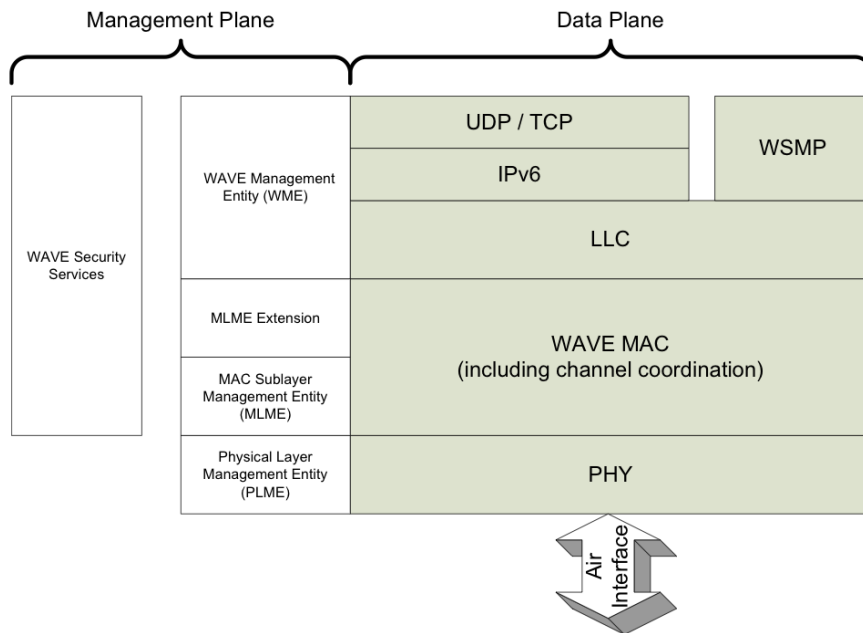 Management Plane
Data Plane
WAVE Security
Services
WAVE Management
Entity (WME)
MLME Extension
MAC Sublayer
Management Entity
(MLME)
Physical Layer
Management Entity
(PLME)
UDP / TCP
IPv6
WSMP
LLC
WAVE MAC
(including channel coordination)
PHY
Air
Interface